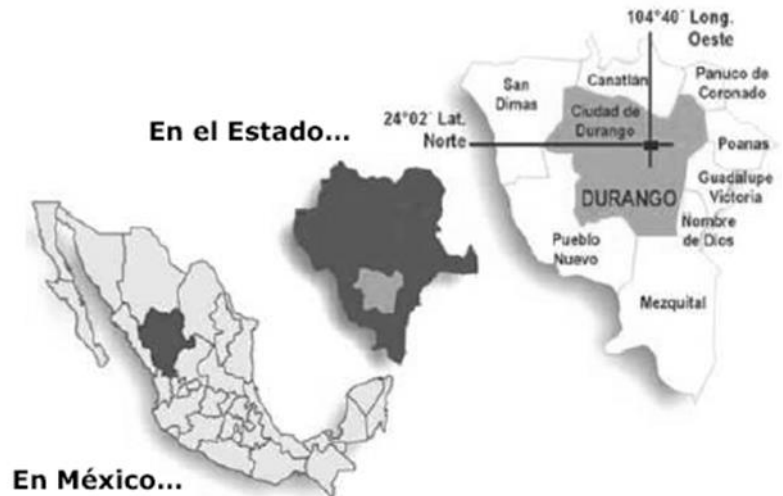 104°40´ Long.
Oeste
San
Dimas
Canatlán
Panuco de
Coronado
24°02´ Lat.
Norte
Ciudad de
Durango
En el Estado...
Poanas
Guadalupe
Victoria
DURANGO
Nombre
de Dios
Pueblo
Nuevo
Mezquital
En México...